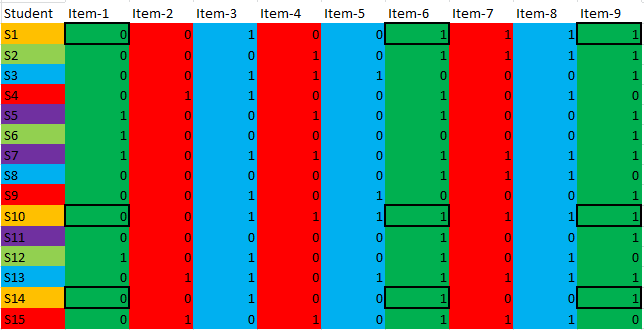 Student Item-1 Item-2 Item-3 Item-4 Item-5 Item-6 Item-7 Item-8 Item-9
S1 0 0 1 0 0 1 1 1 1
S2 0 0 0 1 0 1 1 1 1
S3 0 0 1 1 1 0 1 0 1
S4 0 1 1 0 0 1 0 1 0
S5 1 0 0 1 0 1 0 1 1
S6 1 0 0 0 0 0 0 0 1
S7 1 0 1 1 0 1 1 1 1
S8 0 0 0 0 0 1 1 1 0
S9 0 0 1 1 1 0 0 0 1
S10 0 0 1 1 1 1 1 1 1
S11 0 0 0 0 0 1 0 0 1
S12 1 0 1 0 0 1 1 0 0
S13 0 1 1 0 1 1 1 1 1
S14 0 0 1 0 0 1 0 0 1
S15 0 1 0 1 0 1 1 1 0